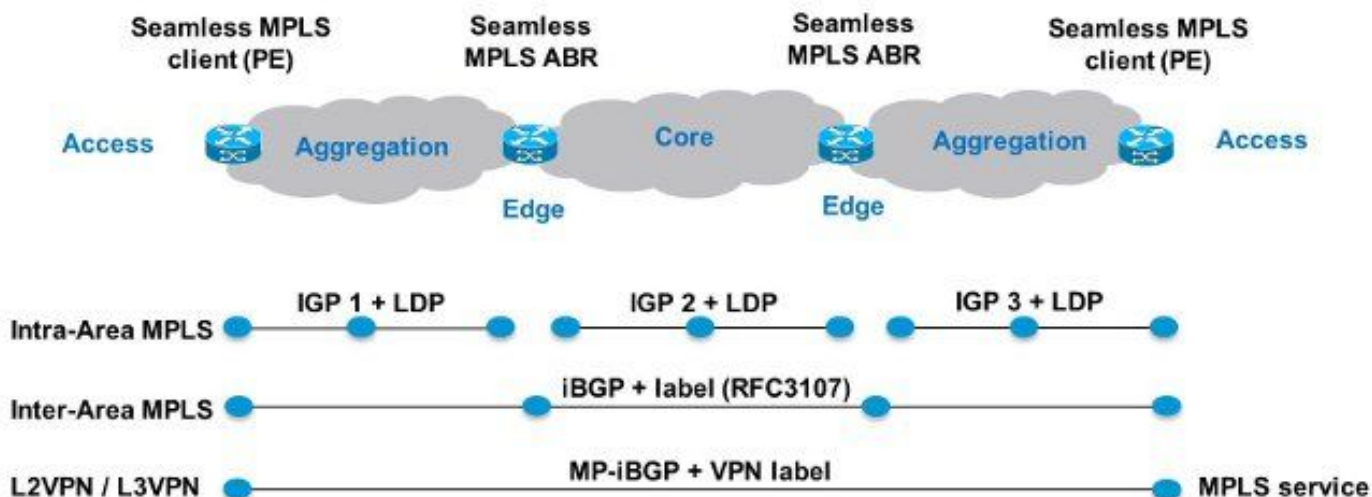 Seamless MPLS
client (PE)
Seamless
MPLS ABR
Seamless
MPLS ABR
Seamless MPLS
client (PE)
Access
Aggregation
Core
Aggregation
Access
Edge
Edge
Intra-Area MPLS
IGP 1 + LDP
IGP 2 + LDP
IGP 3 + LDP
Inter-Area MPLS
iBGP + label (RFC3107)
L2VPN / L3VPN
MP-iBGP + VPN label
MPLS service